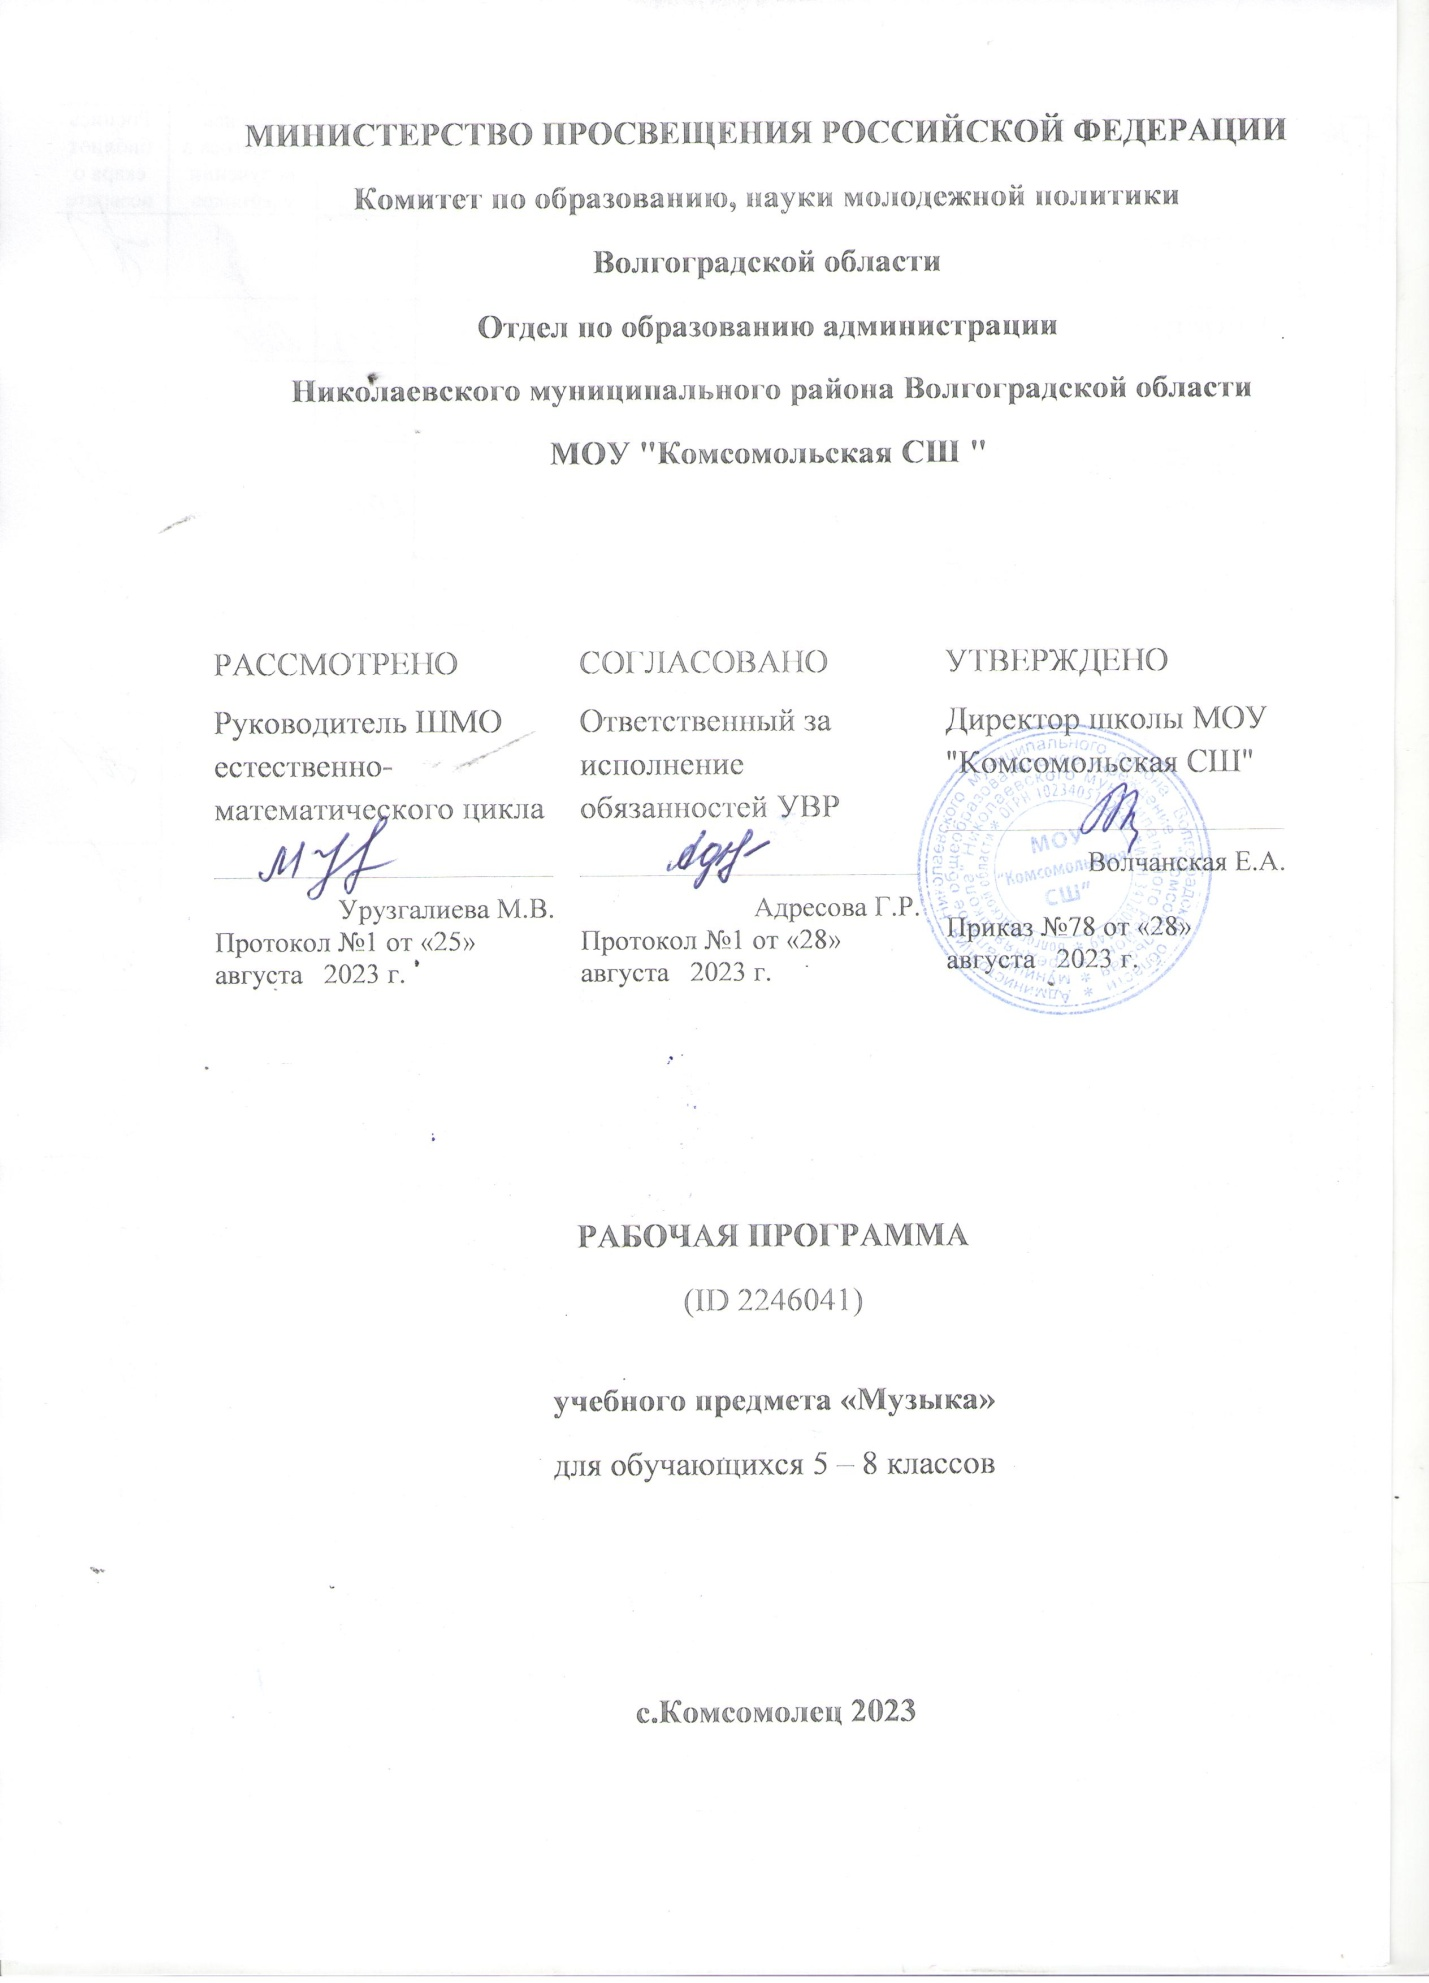 МИНИСТЕРСТВО ПРОСВЕЩЕНИЯ РОССИЙСКОЙ ФЕДЕРАЦИИ
Комитет по образованию, науки молодежной политики
Волгоградской области
Отдел по образованию администрации
Николаевского муниципального района Волгоградской области
МОУ "Комсомольская СШ "
РАССМОТРЕНО
Руководитель ШМО
естественно-
математического цикла
Урузгалиева М.В.
Протокол №1 от «25»
августа 2023 г.
СОГЛАСОВАНО
Ответственный за
исполнение
обязанностей УВР
Адресова Г.Р.
Протокол №1 от «28»
августа 2023 г.
УТВЕРЖДЕНО
Директор школы МОУ
"Комсомольская СШ"
Волчанская Е.А.
Приказ №78 от «28»
августа 2023 г.
МОУ
"Комсомольская
СШ"
РАБОЧАЯ ПРОГРАММА
(ID 2246041)
учебного предмета «Музыка»
для обучающихся 5 – 8 классов
с.Комсомолец 2023